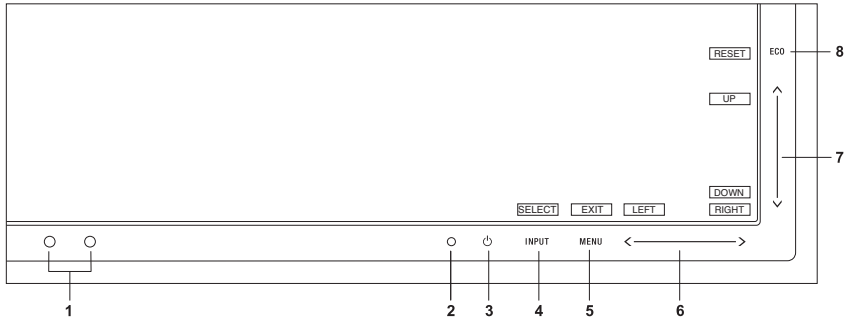 RESET ECO 8
UP
7
DOWN
SELECT EXIT LEFT RIGHT
INPUT MENU
1 2 3 4 5 6